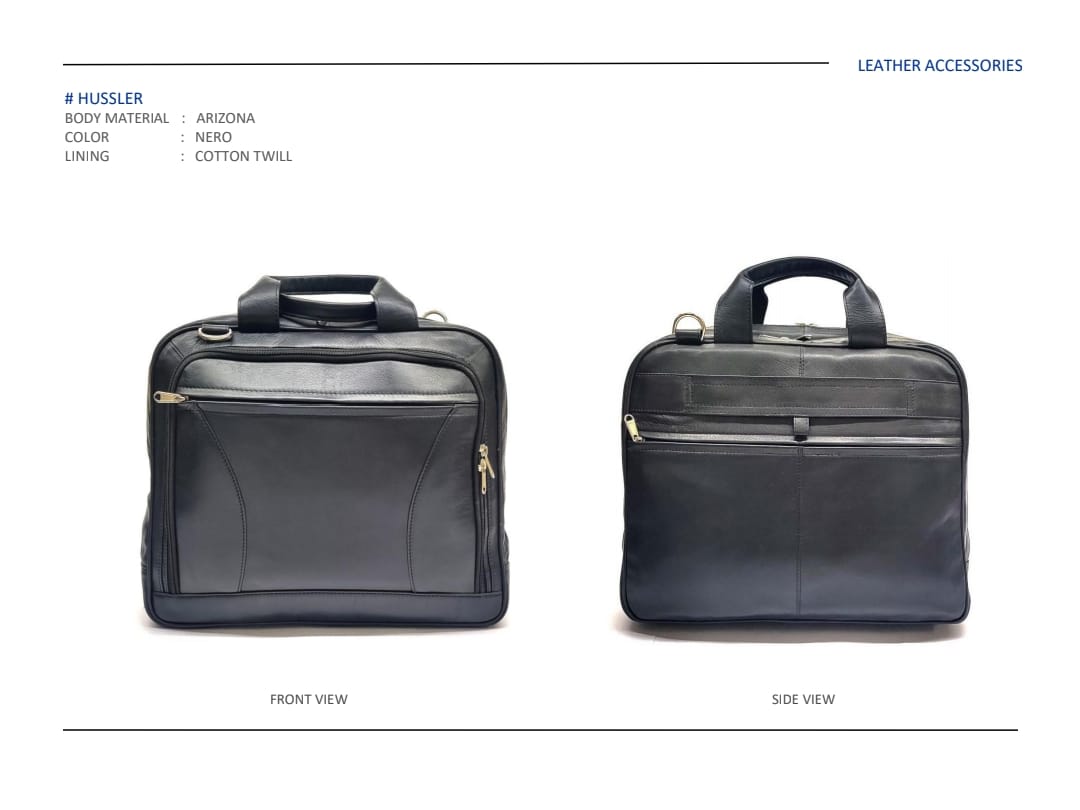 LEATHER ACCESSORIES
# HUSSLER
BODY MATERIAL : ARIZONA
COLOR : NERO
LINING : COTTON TWILL
FRONT VIEW
SIDE VIEW